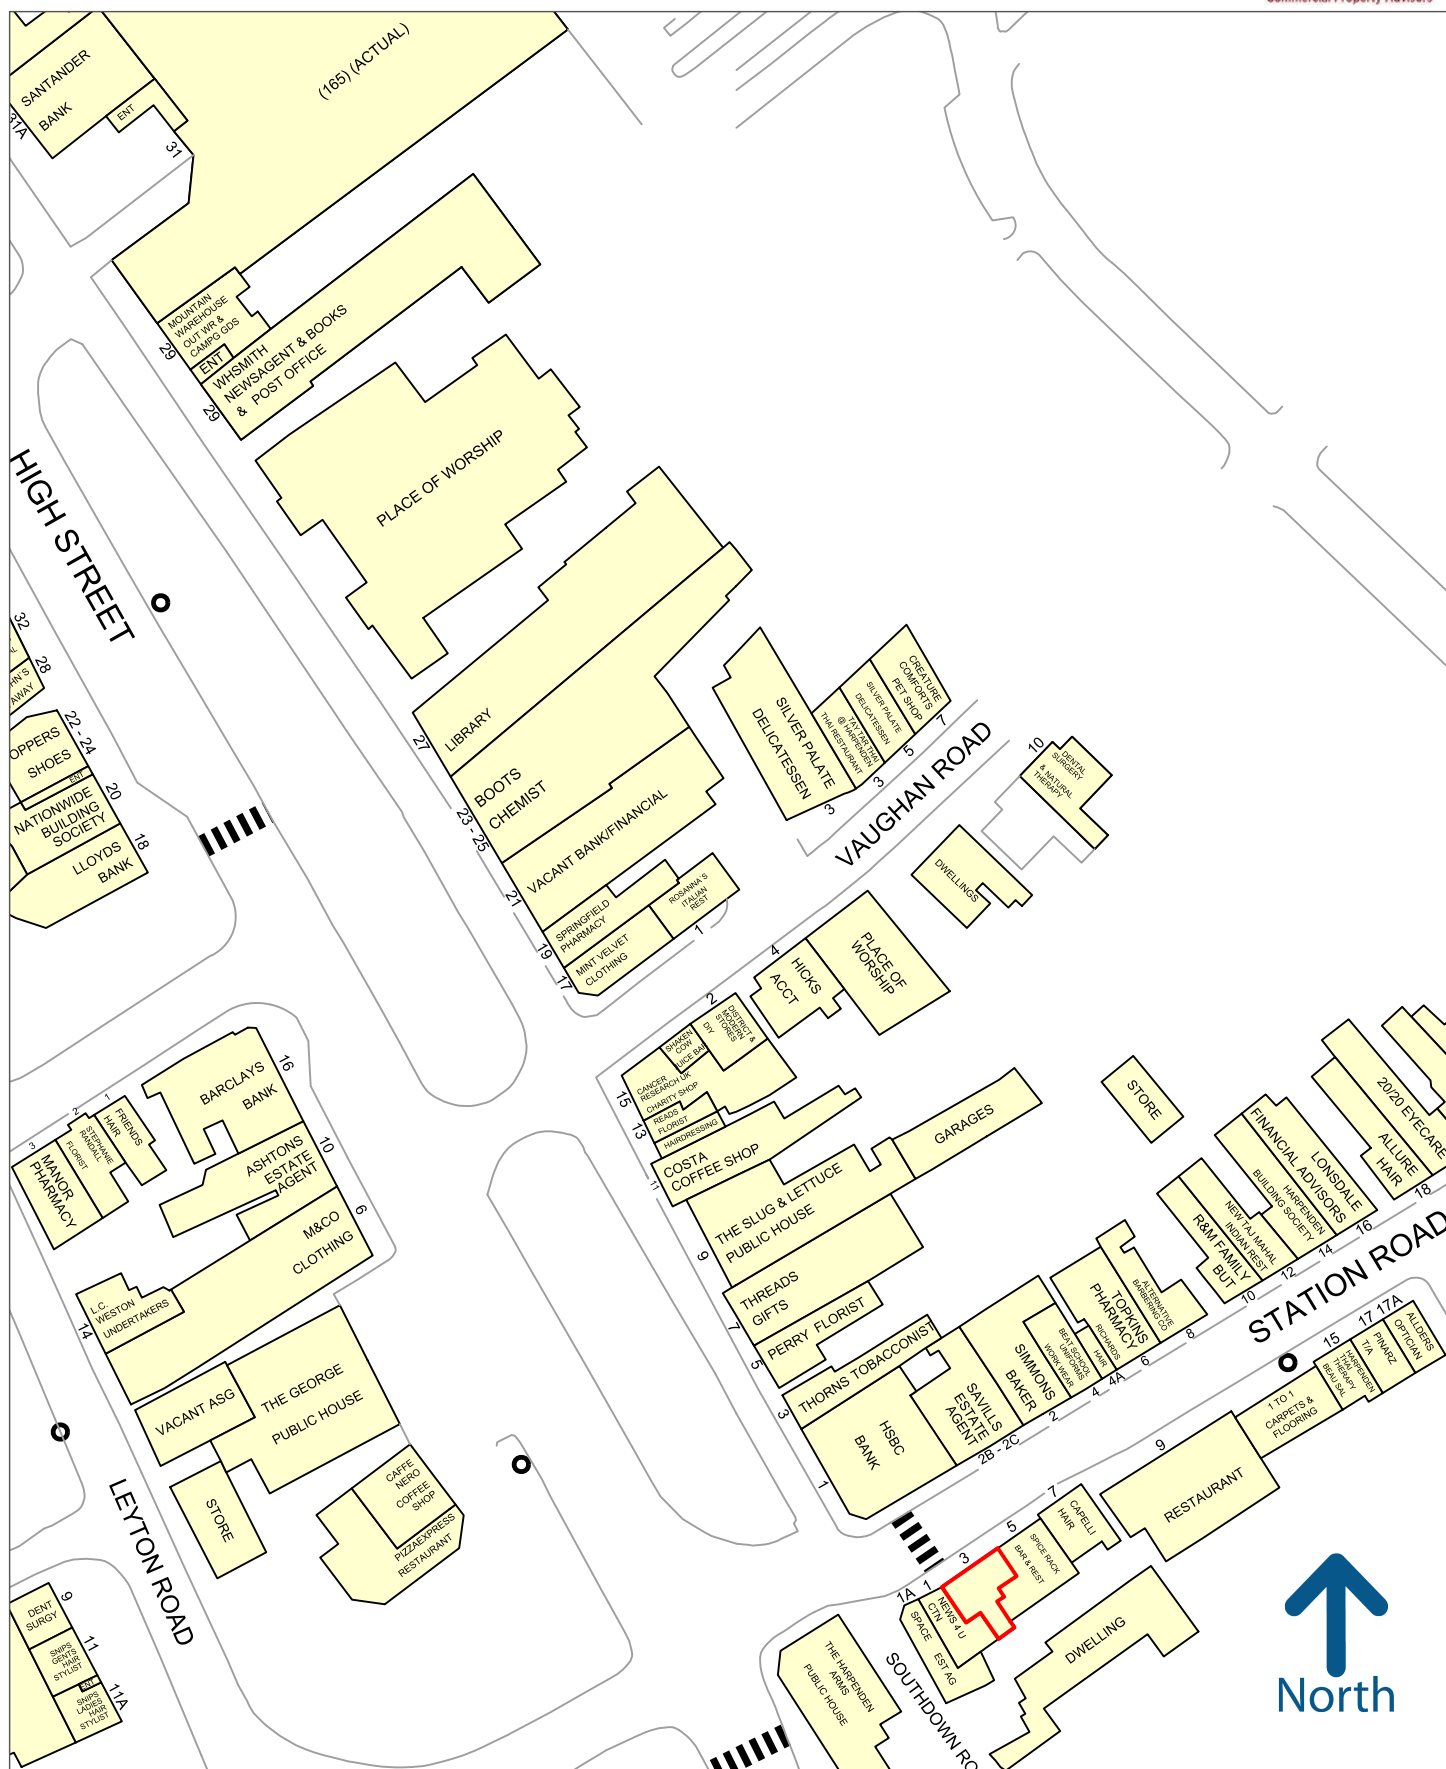 Commercial Property Advisors
(165) (ACTUAL)
SANTANDER
BANK
ENT
31A
31
MOUNTAIN
WAREHOUSE
OUT WR &
CAMPG GDS
29
ENT
WHSMITH
NEWSAGENT & BOOKS
& POST OFFICE
29
PLACE OF WORSHIP
HIGH STREET
32
28
HN'S
AWAY
22 - 24
OPPERS
SHOES
ENT
20
NATIONWIDE
BUILDING
SOCIETY
18
LLOYDS
BANK
LIBRARY
27
BOOTS
CHEMIST
23 - 25
VACANT BANK/FINANCIAL
21
SPRINGFIELD
PHARMACY
19
MINT VELVET
CLOTHING
17
ROSANNA'S
ITALIAN
REST
1
SILVER PALATE
DELICATESSEN
3
TAY TAR THAI
@ HARPENDEN
THAI RESTAURANT
3
SILVER PALATE
DELICATESSEN
5
CREATURE
COMFORTS
PET SHOP
7
VAUGHAN ROAD
10
DENTAL
SURGERY
& NATURAL
THERAPY
DWELLINGS
PLACE OF
WORSHIP
4
HICKS
ACCT
2
DISTRICT &
MODERN
STORES
DIY
SHAKEN
COW
JUICE BAR
CANCER
RESEARCH UK
CHARITY SHOP
15
READS
FLORIST
13
HAIRDRESSING
COSTA
COFFEE SHOP
11
THE SLUG & LETTUCE
PUBLIC HOUSE
9
GARAGES
THREADS
GIFTS
7
PERRY FLORIST
5
THORNS TOBACCONIST
3
HSBC
BANK
1
SAVILLS
ESTATE
AGENT
2B - 2C
SIMMONS
BAKER
2
BEAT SCHOOL
UNIFORMS
WORK WEAR
4
RICHARDS
HAIR
4A
TOPKINS
PHARMACY
6
ALTERNATIVE
BARBERING CO
8
STORE
R&M FAMILY
BUT
10
NEW TAJ MAHAL
INDIAN REST
12
HARPENDEN
BUILDING SOCIETY
14
LONSDALE
FINANCIAL ADVISORS
16
20/20 EYECARE
ALLURE
HAIR
18
STATION ROAD
BARCLAYS
BANK
16
ASHTONS
ESTATE
AGENT
10
M&CO
CLOTHING
6
1
FRIENDS
HAIR
2
STEPHANIE
RANDALL
FLORIST
3
MANOR
PHARMACY
L.C.
WESTON
UNDERTAKERS
14
VACANT ASG
THE GEORGE
PUBLIC HOUSE
STORE
CAFFE
NERO
COFFEE
SHOP
PIZZAEXPRESS
RESTAURANT
LEYTON ROAD
9
DENT
SURGY
11
SNIPS
GENTS
HAIR
STYLIST
ENT
11A
SNIPS
LADIES
HAIR
STYLIST
17A
ALLDERS
OPTICIAN
17
T/A
PINARZ
15
HARPENDEN
THAI
THERAPY
BEAU SAL
1 TO 1
CARPETS &
FLOORING
9
RESTAURANT
7
CAPELLI
HAIR
5
SPICE RACK
BAR & REST
3
1
NEWS 4 U
CTN
1A
SPACE
EST AG
DWELLING
THE HARPENDEN
ARMS
PUBLIC HOUSE
SOUTHDOWN RO
North